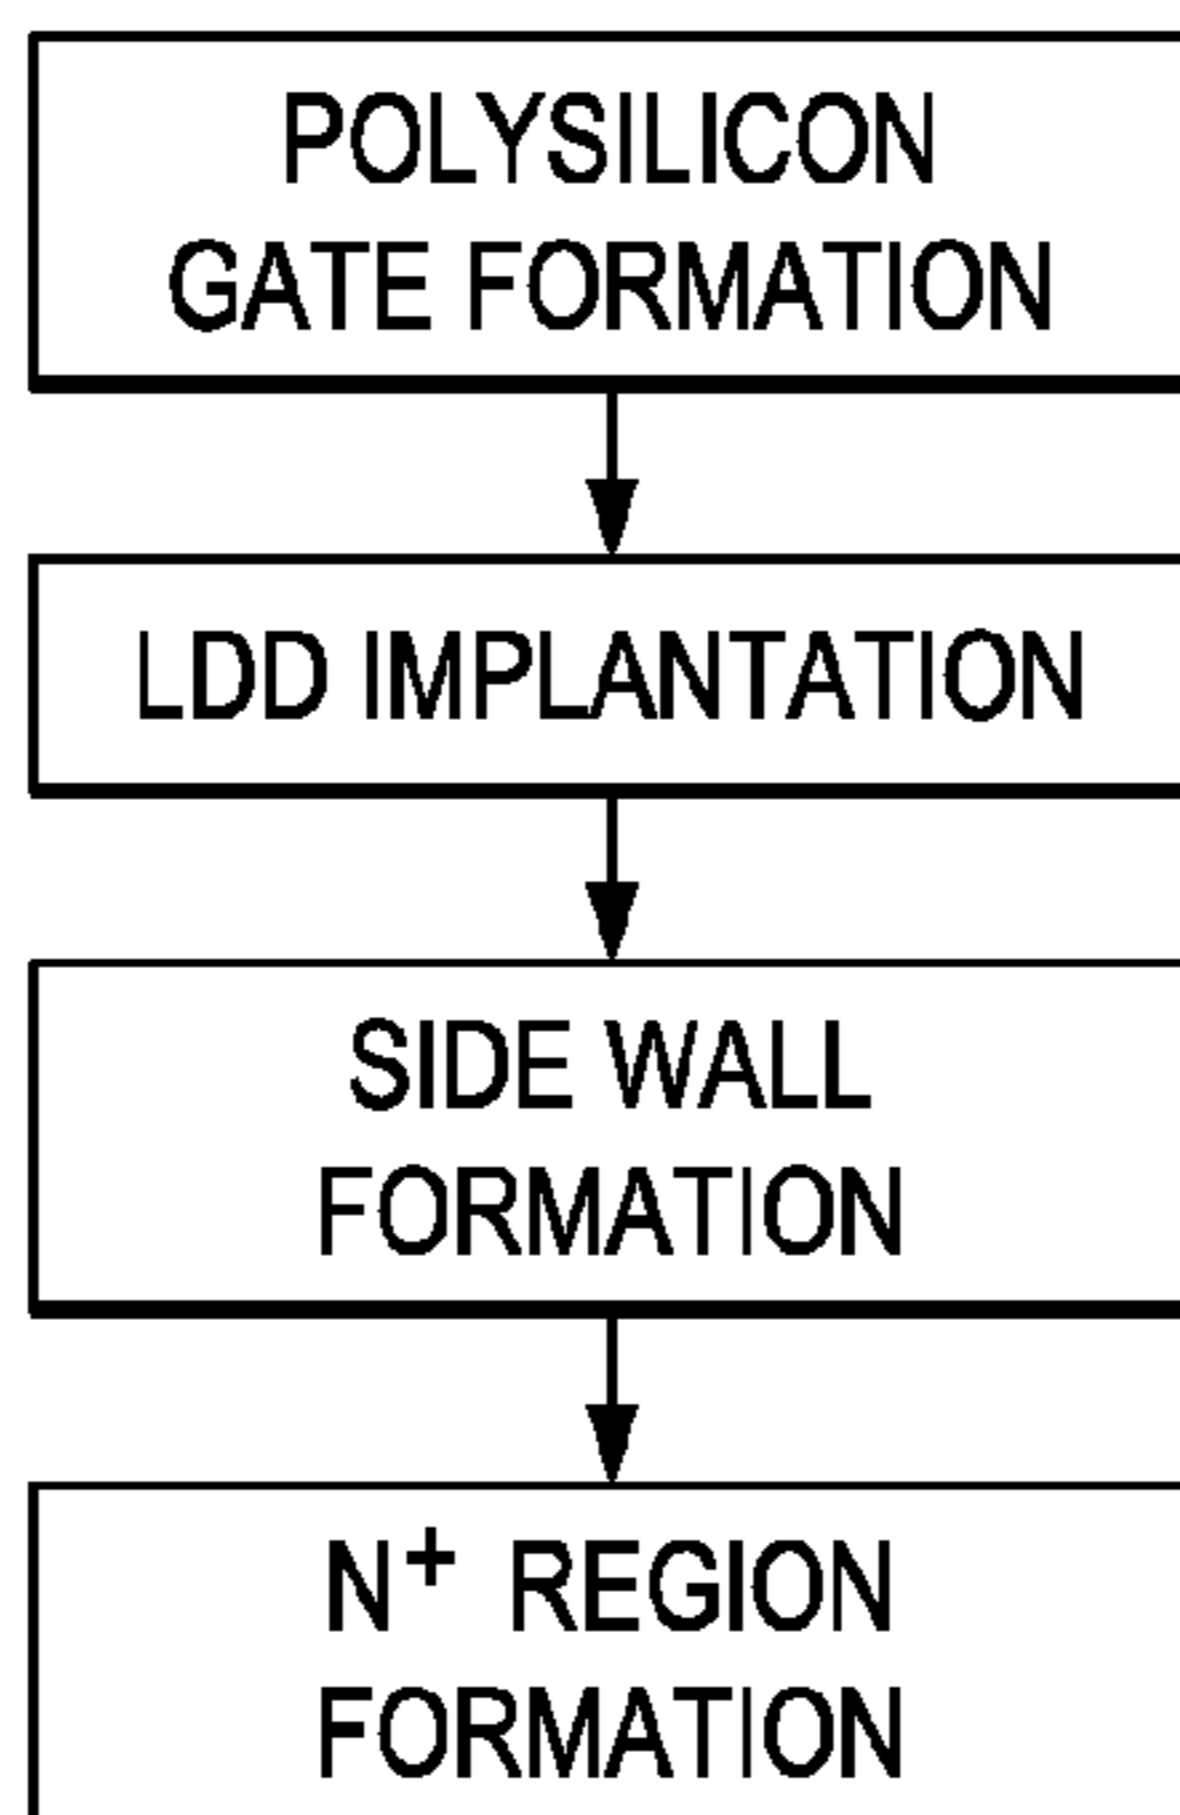 POLYSILICON
GATE FORMATION
LDD IMPLANTATION
SIDE WALL
FORMATION
N⁺ REGION
FORMATION